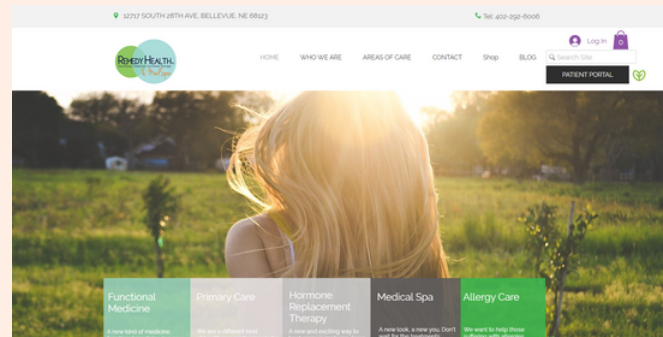 12717 SOUTH 28TH AVE, BELLEVUE, NE 68123
Tel: 402-292-6006
Log In
0
REMEDY HEALTH
& MedSpa
HOME
WHO WE ARE
AREAS OF CARE
CONTACT
Shop
BLOG
Search Site
PATIENT PORTAL
Functional
Medicine
A new kind of medicine.
Primary Care
We are a different kind
Hormone
Replacement
Therapy
A new and exciting way to
Medical Spa
A new look, a new you. Don't
wait for the treatments
Allergy Care
We want to help those
suffering with allergies